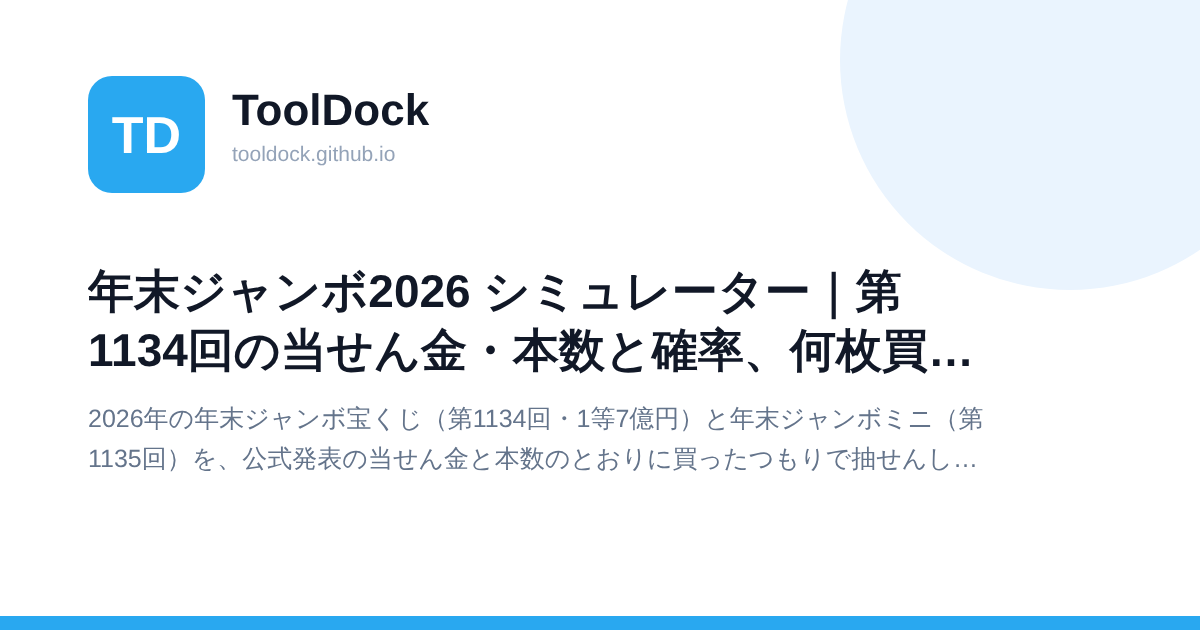 TD
ToolDock
tooldock.github.io
年末ジャンボ2026 シミュレーター｜第
1134回の当せん金・本数と確率、何枚買…
2026年の年末ジャンボ宝くじ（第1134回・1等7億円）と年末ジャンボミニ（第
1135回）を、公式発表の当せん金と本数のとおりに買ったつもりで抽せんし…